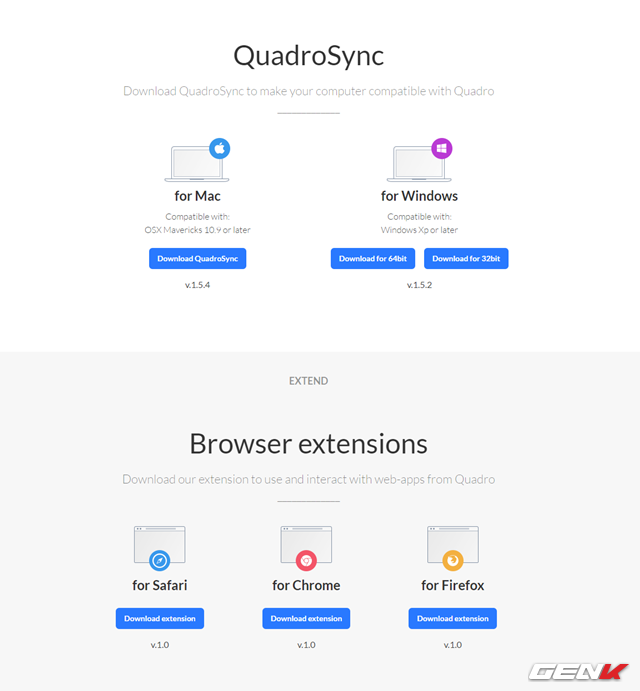 QuadroSync
Download QuadroSync to make your computer compatible with Quadro
for Mac
Compatible with:
OSX Mavericks 10.9 or later
Download QuadroSync
v.1.5.4
for Windows
Compatible with:
Windows Xp or later
Download for 64bit
Download for 32bit
v.1.5.2
EXTEND
Browser extensions
Download our extension to use and interact with web-apps from Quadro
for Safari
Download extension
v.1.0
for Chrome
Download extension
v.1.0
for Firefox
Download extension
v.1.0
GENK